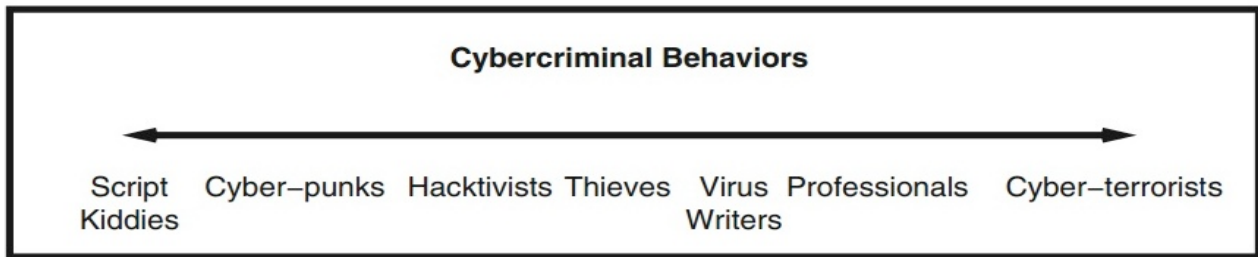 Cybercriminal Behaviors
Script Cyber–punks Hacktivists Thieves Virus Professionals Cyber–terrorists
Kiddies Writers